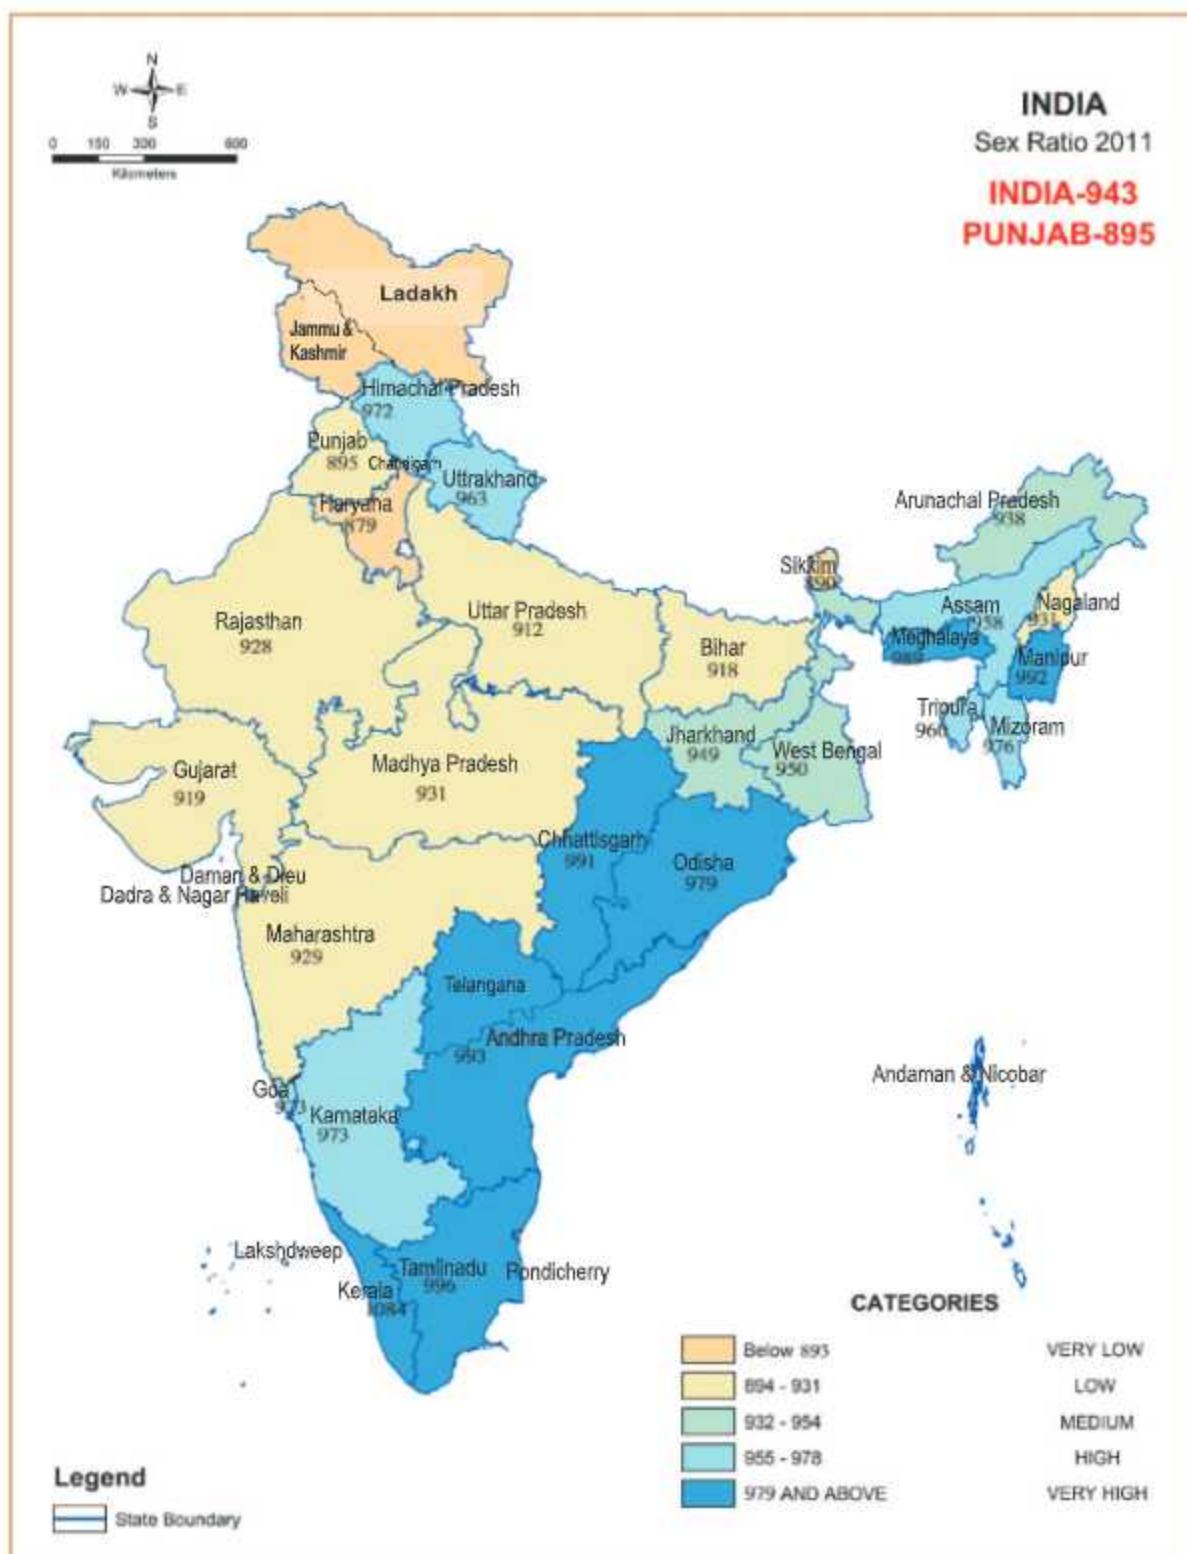 N
W E
S
0 150 300 600
Kilometers
INDIA
Sex Ratio 2011
INDIA-943
PUNJAB-895
Ladakh
Jammu &
Kashmir
Himachal Pradesh
972
Punjab
895
Chandigarh
Uttrakhand
963
Haryana
879
Arunachal Pradesh
938
Sikkim
890
Assam
958
Nagaland
931
Meghalaya
989
Manipur
992
Tripura
960
Mizoram
976
Rajasthan
928
Uttar Pradesh
912
Bihar
918
Jharkhand
949
West Bengal
950
Gujarat
919
Madhya Pradesh
931
Chhattisgarh
991
Odisha
979
Daman & Dieu
Dadra & Nagar Haveli
Maharashtra
929
Telangana
Andhra Pradesh
993
Goa
973
Karnataka
973
Andaman & Nicobar
Lakshdweep
Kerala
1084
Tamlinadu
996
Pondicherry
CATEGORIES
Below 893 VERY LOW
894 - 931 LOW
932 - 954 MEDIUM
955 - 978 HIGH
979 AND ABOVE VERY HIGH
Legend
State Boundary